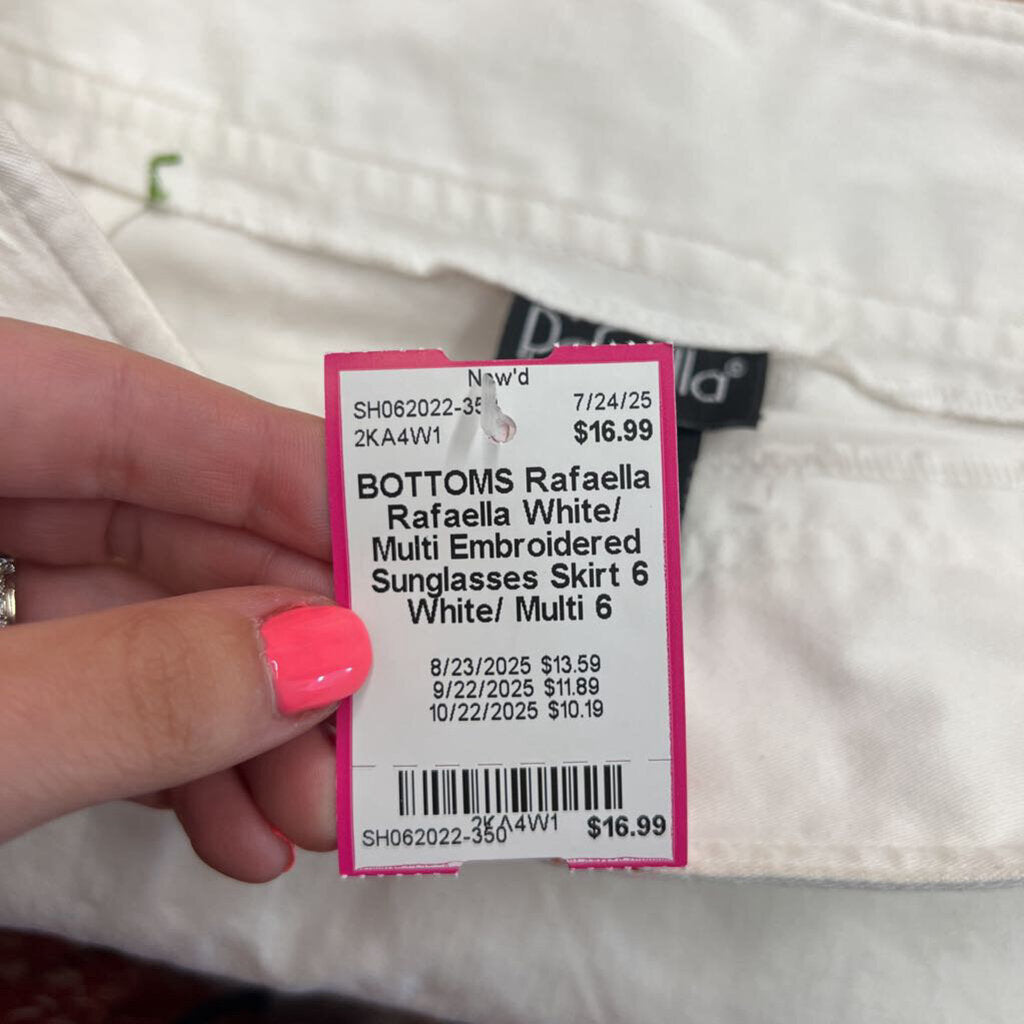 New'd
SH062022-350
7/24/25
2KA4W1
$16.99
BOTTOMS Rafaella
Rafaella White/
Multi Embroidered
Sunglasses Skirt 6
White/ Multi 6
8/23/2025 $13.59
9/22/2025 $11.89
10/22/2025 $10.19
2KA4W1
SH062022-350
$16.99